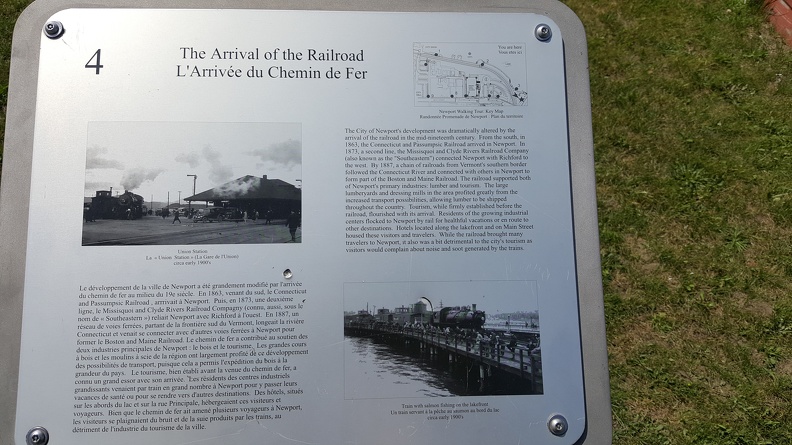 4
The Arrival of the Railroad
L'Arrivée du Chemin de Fer
You are here
Vous êtes ici
Newport Walking Tour: Key Map
Randonnée Promenade de Newport : Plan du terrain
The City of Newport's development was dramatically altered by the
arrival of the railroad in the mid-nineteenth century. From the south, in
1863, the Connecticut and Passumpsic Railroad arrived in Newport. In
1873, a second line, the Missisquoi and Clyde Rivers Railroad Company
(also known as the "Southeastern") connected Newport with Richford to
the west. By 1887, a chain of railroads from Vermont's southern border
followed the Connecticut River and connected with others in Newport to
form part of the Boston and Maine Railroad. The railroad supported both
of Newport's primary industries: lumber and tourism. The large
lumberyards and dressing mills in the area profited greatly from the
increased transport possibilities, allowing lumber to be shipped
throughout the country. Tourism, while firmly established before the
railroad, flourished with its arrival. Residents of the growing industrial
centers flocked to Newport by rail for healthful vacations or en route to
other destinations. Hotels located along the lakefront and on Main Street
housed these visitors and travelers. While the railroad brought many
travelers to Newport, it also was a bit detrimental to the city's tourism as
visitors would complain about noise and soot generated by the trains.
Union Station
La « Union Station » (La Gare de l'Union)
circa early 1900's
Le développement de la ville de Newport a été grandement modifié par l'arrivée
du chemin de fer au milieu du 19e siècle. En 1863, venant du sud, le Connecticut
and Passumpsic Railroad , arrivait à Newport. Puis, en 1873, une deuxième
ligne, le Missisquoi and Clyde Rivers Railroad Compagny (connu, aussi, sous le
nom de « Southeastern ») reliait Newport avec Richford à l'ouest. En 1887, un
réseau de voies ferrées, partant de la frontière sud du Vermont, longeait la rivière
Connecticut et venait se connecter avec d'autres voies ferrées à Newport pour
former le Boston and Maine Railroad. Le chemin de fer a contribué au soutien des
deux industries principales de Newport : le bois et le tourisme. Les grandes cours
à bois et les moulins à scie de la région ont largement profité de ce développement
des possibilités de transport, puisque cela a permis l'expédition du bois à la
grandeur du pays. Le tourisme, bien établi avant la venue du chemin de fer, a
connu un grand essor avec son arrivée. Les résidents des centres industriels
grandissants venaient par train en grand nombre à Newport pour y passer leurs
vacances de santé ou pour se rendre vers d'autres destinations. Des hôtels, situés
sur les abords du lac et sur la rue Principale, hébergeaient ces visiteurs et
voyageurs. Bien que le chemin de fer ait amené plusieurs voyageurs à Newport,
les visiteurs se plaignaient du bruit et de la suie produits par les trains, au
détriment de l'industrie du tourisme de la ville.
Train with salmon fishing on the lakefront
Un train servant à la pêche au saumon au bord du lac
circa early 1900's